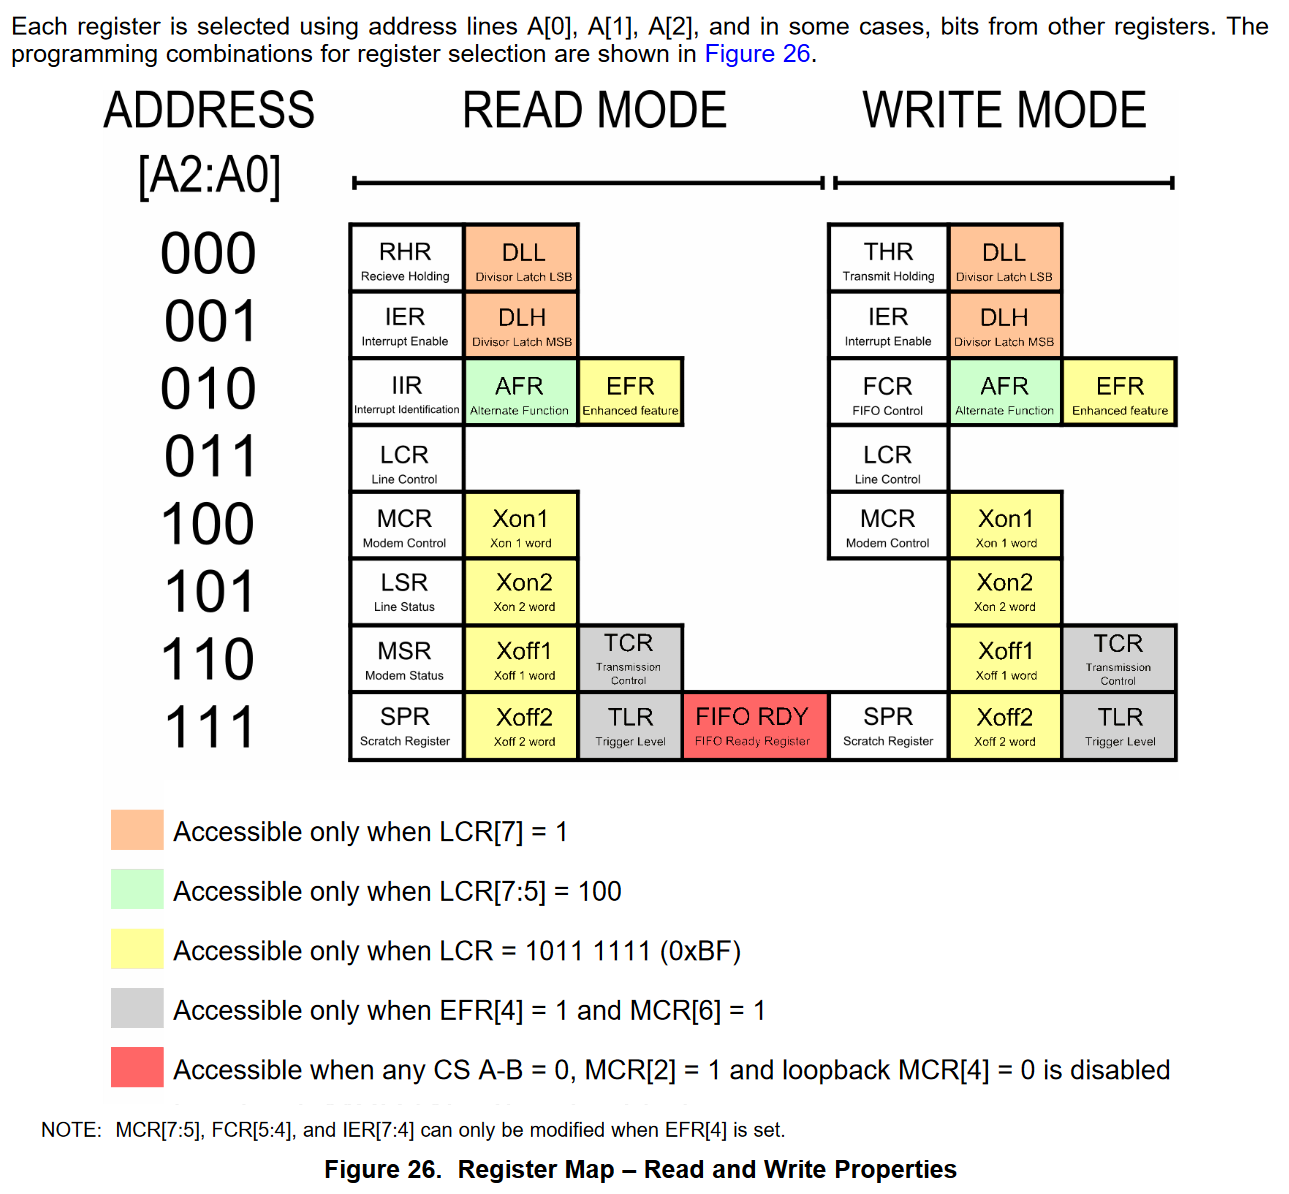 Each register is selected using address lines A[0], A[1], A[2], and in some cases, bits from other registers. The
programming combinations for register selection are shown in Figure 26.
ADDRESS READ MODE WRITE MODE
[A2:A0]
000 RHR DLL THR DLL
Recieve Holding Divisor Latch LSB Transmit Holding Divisor Latch LSB
001 IER DLH IER DLH
Interrupt Enable Divisor Latch MSB Interrupt Enable Divisor Latch MSB
010 IIR AFR EFR FCR AFR EFR
Interrupt Identification Alternate Function Enhanced feature FIFO Control Alternate Function Enhanced feature
011 LCR LCR
Line Control Line Control
100 MCR Xon1 MCR Xon1
Modem Control Xon 1 word Modem Control Xon 1 word
101 LSR Xon2 Xon2
Line Status Xon 2 word Xon 2 word
110 MSR Xoff1 TCR Xoff1 TCR
Modem Status Xoff 1 word Transmission Control Xoff 1 word Transmission Control
111 SPR Xoff2 TLR FIFO RDY SPR Xoff2 TLR
Scratch Register Xoff 2 word Trigger Level FIFO Ready Register Scratch Register Xoff 2 word Trigger Level
Accessible only when LCR[7] = 1
Accessible only when LCR[7:5] = 100
Accessible only when LCR = 1011 1111 (0xBF)
Accessible only when EFR[4] = 1 and MCR[6] = 1
Accessible when any CS A-B = 0, MCR[2] = 1 and loopback MCR[4] = 0 is disabled
NOTE: MCR[7:5], FCR[5:4], and IER[7:4] can only be modified when EFR[4] is set.
Figure 26. Register Map – Read and Write Properties